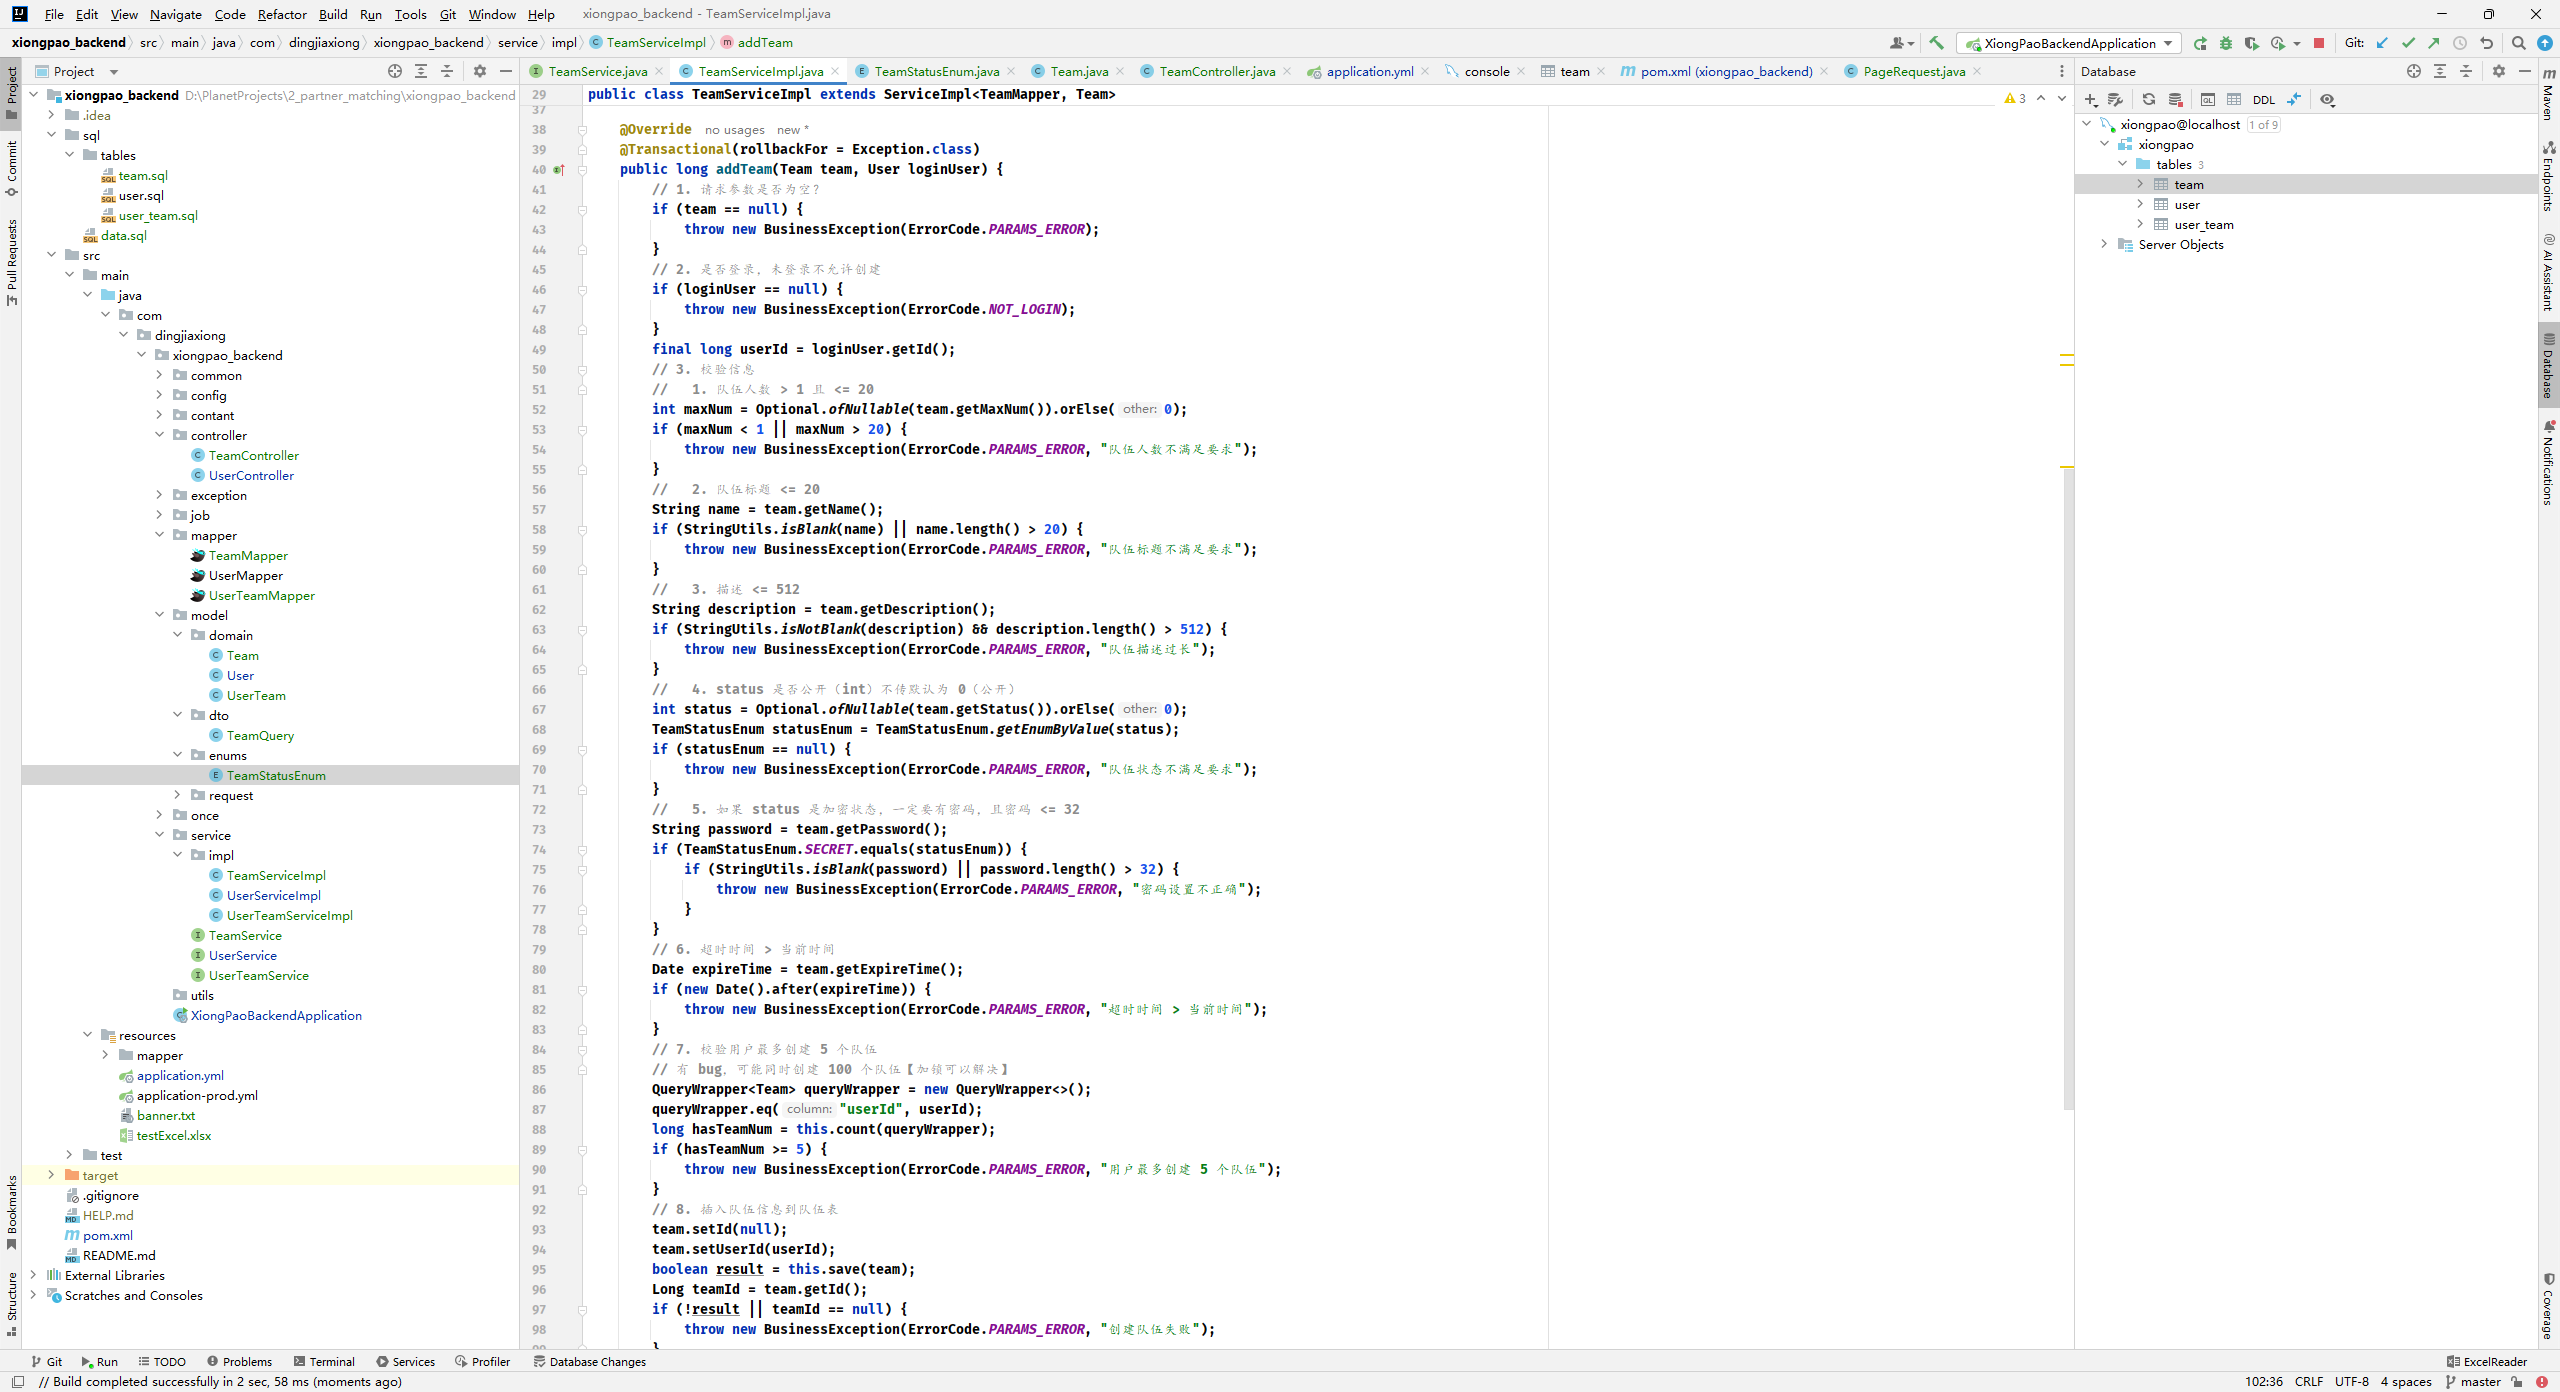 File Edit View Navigate Code Refactor Build Run Tools Git Window Help xiongpao_backend - TeamServiceImpl.java
xiongpao_backend src main java com dingjiaxiong xiongpao_backend service impl TeamServiceImpl addTeam
XiongPaoBackendApplication Git:
Project
TeamService.java TeamServiceImpl.java TeamStatusEnum.java Team.java TeamController.java application.yml console team pom.xml (xiongpao_backend) PageRequest.java
Database
Project
Commit
Pull Requests
Bookmarks
Structure
xiongpao_backend D:\PlanetProjects\2_partner_matching\xiongpao_backend
.idea
sql
tables
team.sql
user.sql
user_team.sql
data.sql
src
main
java
com
dingjiaxiong
xiongpao_backend
common
config
contant
controller
TeamController
UserController
exception
job
mapper
TeamMapper
UserMapper
UserTeamMapper
model
domain
Team
User
UserTeam
dto
TeamQuery
enums
TeamStatusEnum
request
once
service
impl
TeamServiceImpl
UserServiceImpl
UserTeamServiceImpl
TeamService
UserService
UserTeamService
utils
XiongPaoBackendApplication
resources
mapper
application.yml
application-prod.yml
banner.txt
testExcel.xlsx
test
target
.gitignore
HELP.md
pom.xml
README.md
External Libraries
Scratches and Consoles
29 public class TeamServiceImpl extends ServiceImpl<TeamMapper, Team>
3
37
38 @Override no usages new *
39 @Transactional(rollbackFor = Exception.class)
40 public long addTeam(Team team, User loginUser) {
41 // 1. 请求参数是否为空?
42 if (team == null) {
43 throw new BusinessException(ErrorCode.PARAMS_ERROR);
44 }
45 // 2. 是否登录，未登录不允许创建
46 if (loginUser == null) {
47 throw new BusinessException(ErrorCode.NOT_LOGIN);
48 }
49 final long userId = loginUser.getId();
50 // 3. 校验信息
51 // 1. 队伍人数 > 1 且 <= 20
52 int maxNum = Optional.ofNullable(team.getMaxNum()).orElse( other: 0);
53 if (maxNum < 1 || maxNum > 20) {
54 throw new BusinessException(ErrorCode.PARAMS_ERROR, "队伍人数不满足要求");
55 }
56 // 2. 队伍标题 <= 20
57 String name = team.getName();
58 if (StringUtils.isBlank(name) || name.length() > 20) {
59 throw new BusinessException(ErrorCode.PARAMS_ERROR, "队伍标题不满足要求");
60 }
61 // 3. 描述 <= 512
62 String description = team.getDescription();
63 if (StringUtils.isNotBlank(description) && description.length() > 512) {
64 throw new BusinessException(ErrorCode.PARAMS_ERROR, "队伍描述过长");
65 }
66 // 4. status 是否公开（int）不传默认为 0（公开）
67 int status = Optional.ofNullable(team.getStatus()).orElse( other: 0);
68 TeamStatusEnum statusEnum = TeamStatusEnum.getEnumByValue(status);
69 if (statusEnum == null) {
70 throw new BusinessException(ErrorCode.PARAMS_ERROR, "队伍状态不满足要求");
71 }
72 // 5. 如果 status 是加密状态，一定要有密码，且密码 <= 32
73 String password = team.getPassword();
74 if (TeamStatusEnum.SECRET.equals(statusEnum)) {
75 if (StringUtils.isBlank(password) || password.length() > 32) {
76 throw new BusinessException(ErrorCode.PARAMS_ERROR, "密码设置不正确");
77 }
78 }
79 // 6. 超时时间 > 当前时间
80 Date expireTime = team.getExpireTime();
81 if (new Date().after(expireTime)) {
82 throw new BusinessException(ErrorCode.PARAMS_ERROR, "超时时间 > 当前时间");
83 }
84 // 7. 校验用户最多创建 5 个队伍
85 // 有 bug，可能同时创建 100 个队伍【加锁可以解决】
86 QueryWrapper<Team> queryWrapper = new QueryWrapper<>();
87 queryWrapper.eq( column: "userId", userId);
88 long hasTeamNum = this.count(queryWrapper);
89 if (hasTeamNum >= 5) {
90 throw new BusinessException(ErrorCode.PARAMS_ERROR, "用户最多创建 5 个队伍");
91 }
92 // 8. 插入队伍信息到队伍表
93 team.setId(null);
94 team.setUserId(userId);
95 boolean result = this.save(team);
96 Long teamId = team.getId();
97 if (!result || teamId == null) {
98 throw new BusinessException(ErrorCode.PARAMS_ERROR, "创建队伍失败");
DDL
xiongpao@localhost 1 of 9
xiongpao
tables 3
team
user
user_team
Server Objects
Maven
Endpoints
AI Assistant
Database
Notifications
Coverage
Git Run TODO Problems Terminal Services Profiler Database Changes ExcelReader
// Build completed successfully in 2 sec, 58 ms (moments ago) 102:36 CRLF UTF-8 4 spaces master